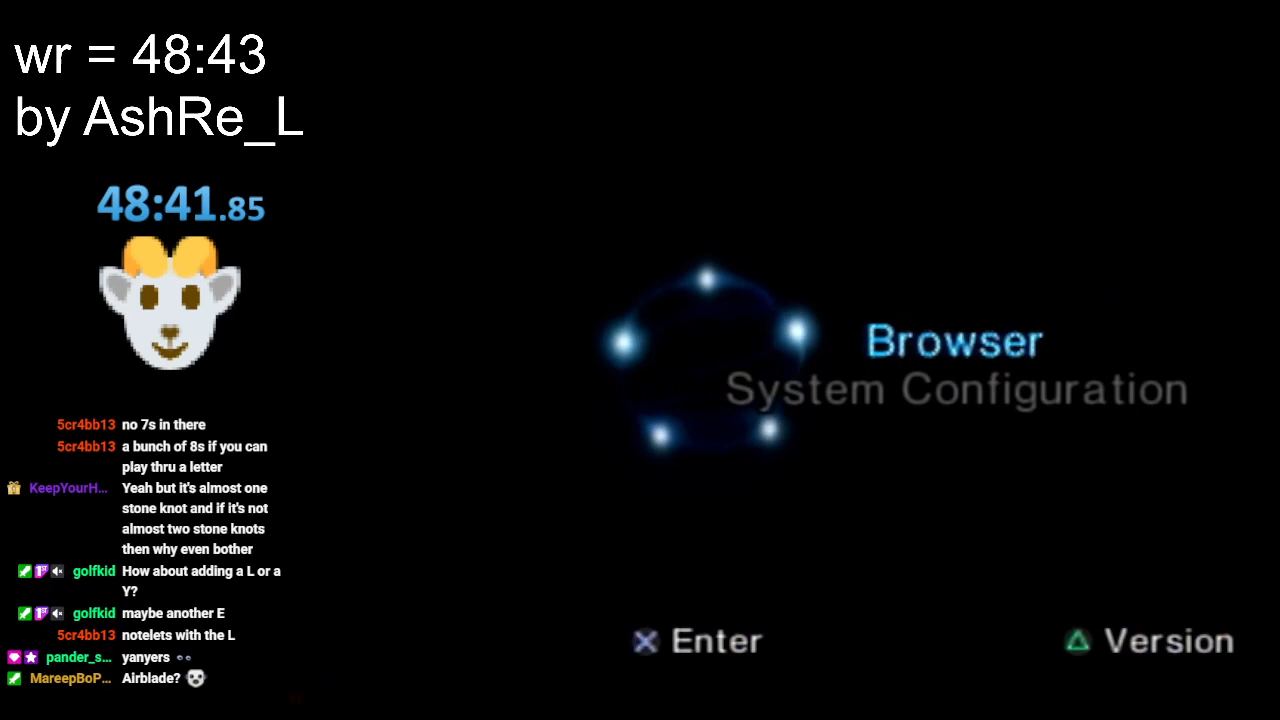 wr = 48:43
by AshRe_L
48:41.85
Browser
System Configuration
5cr4bb13 no 7s in there
5cr4bb13 a bunch of 8s if you can
play thru a letter
KeepYourH... Yeah but it's almost one
stone knot and if it's not
almost two stone knots
then why even bother
golfkid How about adding a L or a
Y?
golfkid maybe another E
5cr4bb13 notelets with the L
pander_s... yanyers
MareepBoP... Airblade?
Enter
Version